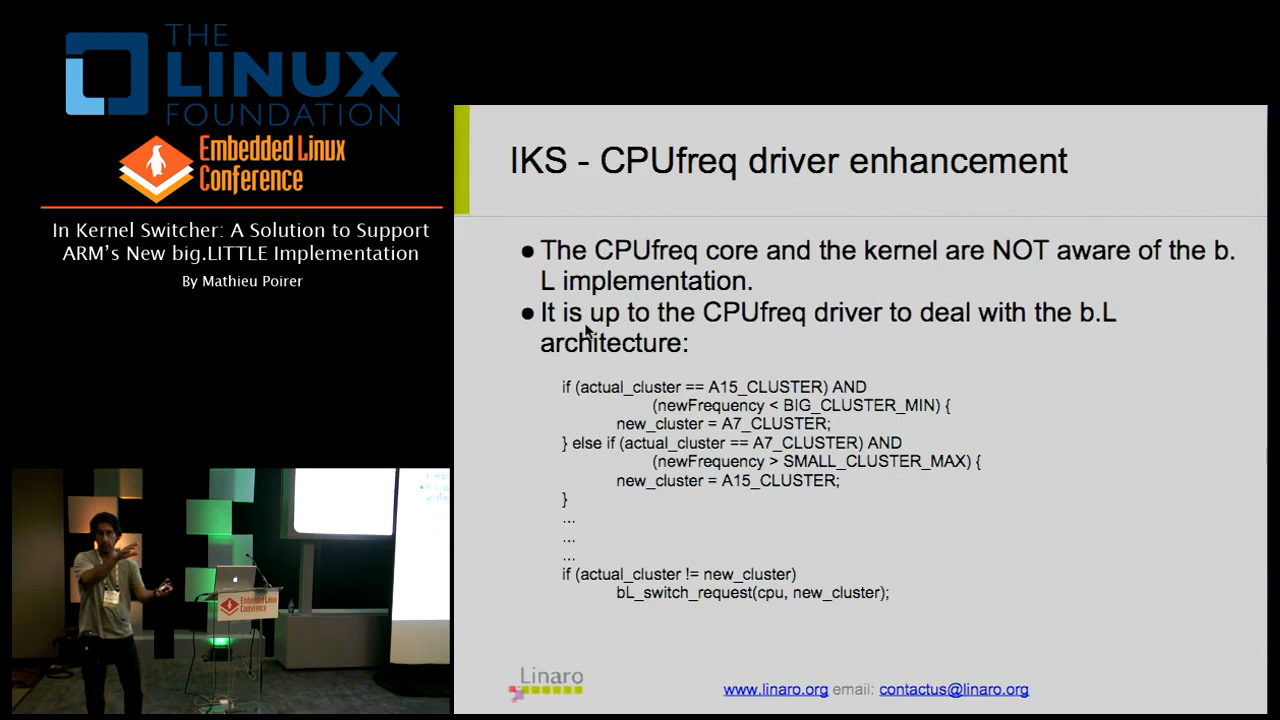 THE
LINUX
FOUNDATION
Embedded Linux
Conference
In Kernel Switcher: A Solution to Support
ARM's New big.LITTLE Implementation
By Mathieu Poirer
IKS - CPUfreq driver enhancement
● The CPUfreq core and the kernel are NOT aware of the b.
L implementation.
● It is up to the CPUfreq driver to deal with the b.L
architecture:
if (actual_cluster == A15_CLUSTER) AND
(newFrequency < BIG_CLUSTER_MIN) {
new_cluster = A7_CLUSTER;
} else if (actual_cluster == A7_CLUSTER) AND
(newFrequency > SMALL_CLUSTER_MAX) {
new_cluster = A15_CLUSTER;
}
...
...
...
if (actual_cluster != new_cluster)
bL_switch_request(cpu, new_cluster);
Linaro
www.linaro.org email: contactus@linaro.org
Embedded Linux
Conference